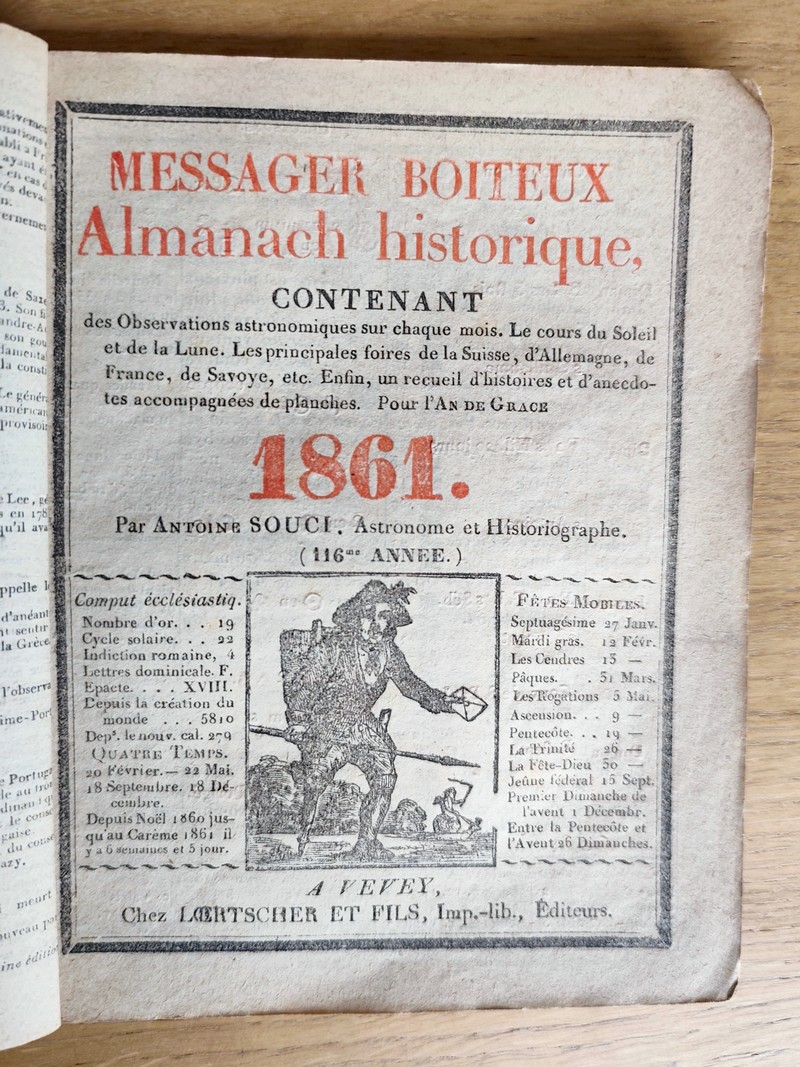 MESSAGER BOITEUX
Almanach historique,
CONTENANT
des Observations astronomiques sur chaque mois. Le cours du Soleil
et de la Lune. Les principales foires de la Suisse, d'Allemagne, de
France, de Savoye, etc. Enfin, un recueil d'histoires et d'anecdo-
tes accompagnées de planches. Pour l'AN DE GRACE
1861.
Par ANTOINE SOUCI, Astronome et Historiographe.
(116me ANNEE.)
Comput écclésiastiq.
Nombre d'or. . . 19
Cycle solaire. . . 22
Indiction romaine, 4
Lettres dominicale. F.
Epacte. . . . XVIII.
Depuis la création du
monde . . . 5810
Deps. le nouv. cal. 279
QUATRE TEMPS.
20 Février.— 22 Mai.
18 Septembre. 18 Dé-
cembre.
Depuis Noël 1860 jus-
qu'au Carême 1861 il
y a 6 semaines et 5 jour.
FÊTES MOBILES.
Septuagésime 27 Janv.
Mardi gras. 12 Févr.
Les Cendres 13 —
Pâques. . 31 Mars.
Les Rogations 5 Mai.
Ascension. . . 9 —
Pentecôte. . . 19 —
La Trinité 26 —
La Fête-Dieu 30 —
Jeûne fédéral 15 Sept.
Premier Dimanche de
l'avent 1 Décembr.
Entre la Pentecôte et
l'Avent 26 Dimanches.
A VEVEY,
Chez LŒRTSCHER ET FILS, Imp.-lib., Éditeurs.